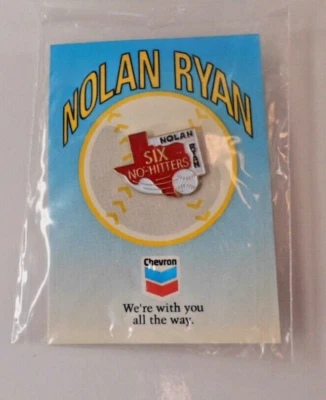 NOLAN RYAN
NOLAN
RYAN
SIX
NO-HITTERS
Chevron
We're with you
all the way.